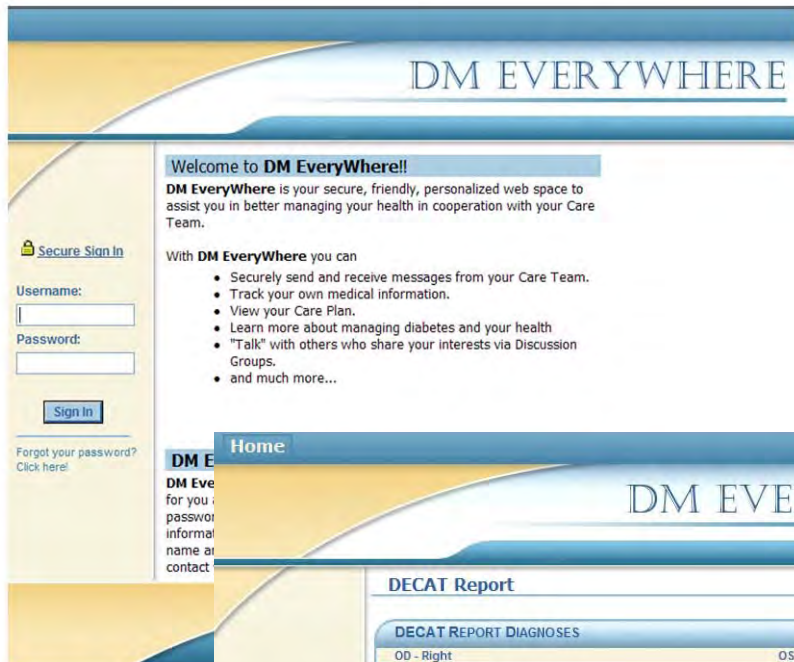 DM EVERYWHERE
Welcome to DM EveryWhere!!
DM EveryWhere is your secure, friendly, personalized web space to
assist you in better managing your health in cooperation with your Care
Team.
With DM EveryWhere you can
• Securely send and receive messages from your Care Team.
• Track your own medical information.
• View your Care Plan.
• Learn more about managing diabetes and your health
• "Talk" with others who share your interests via Discussion
Groups.
• and much more...
Secure Sign In
Username:
Password:
Sign In
Forgot your password?
Click here!
DM E
DM Eve
for you
passwor
informat
name ar
contact
Home
DM EVE
DECAT Report
DECAT REPORT DIAGNOSES
OD - Right
OS